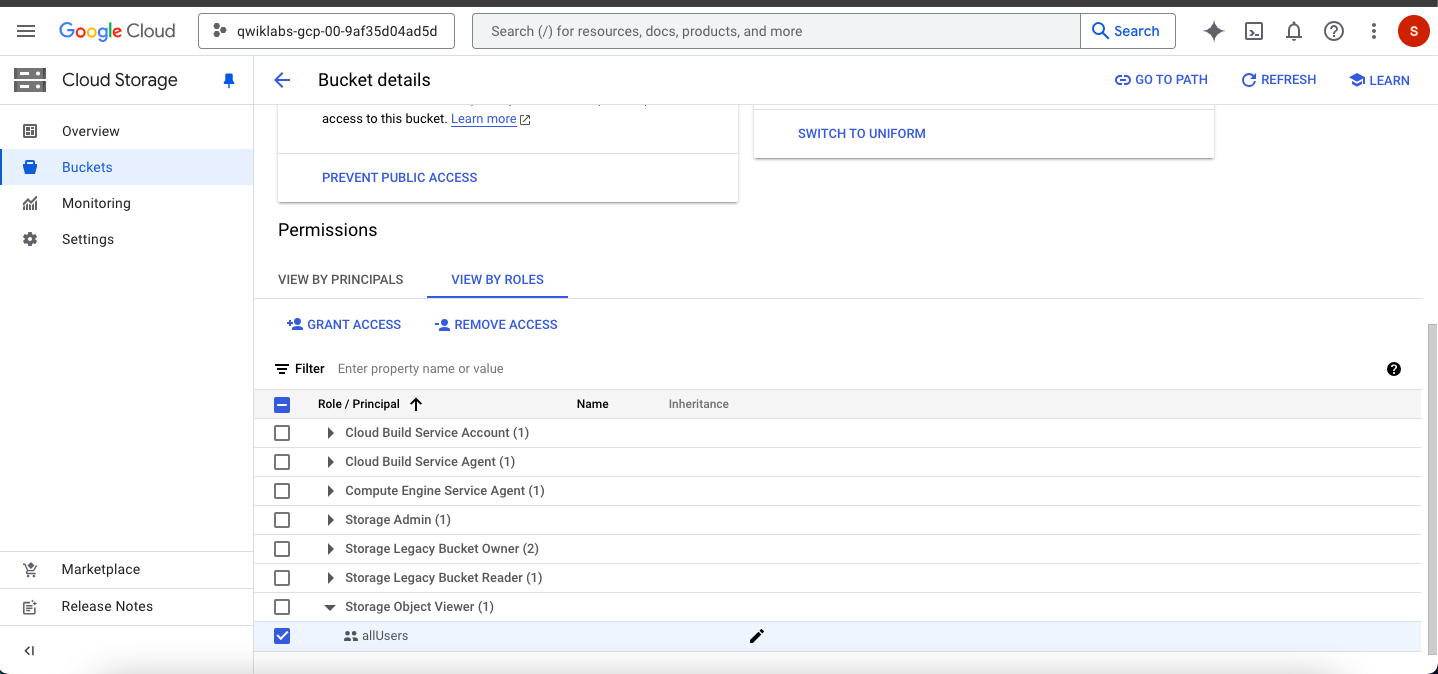 Google Cloud
qwiklabs-gcp-00-9af35d04ad5d
Search (/) for resources, docs, products, and more
Search
S
Cloud Storage
Bucket details
GO TO PATH
REFRESH
LEARN
Overview
Buckets
Monitoring
Settings
Marketplace
Release Notes
access to this bucket. Learn more
PREVENT PUBLIC ACCESS
SWITCH TO UNIFORM
Permissions
VIEW BY PRINCIPALS
VIEW BY ROLES
GRANT ACCESS
REMOVE ACCESS
Filter Enter property name or value
Role / Principal Name Inheritance
Cloud Build Service Account (1)
Cloud Build Service Agent (1)
Compute Engine Service Agent (1)
Storage Admin (1)
Storage Legacy Bucket Owner (2)
Storage Legacy Bucket Reader (1)
Storage Object Viewer (1)
allUsers